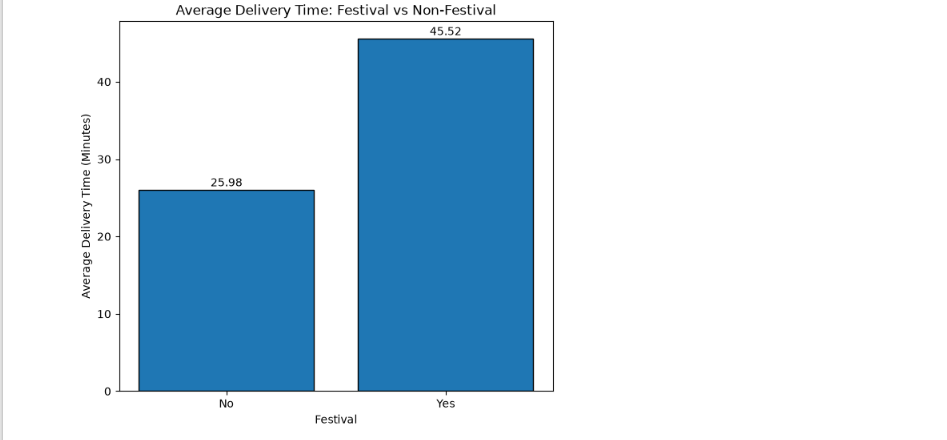 Average Delivery Time: Festival vs Non-Festival
45.52
40
30
25.98
20
10
0
Average Delivery Time (Minutes)
No
Yes
Festival